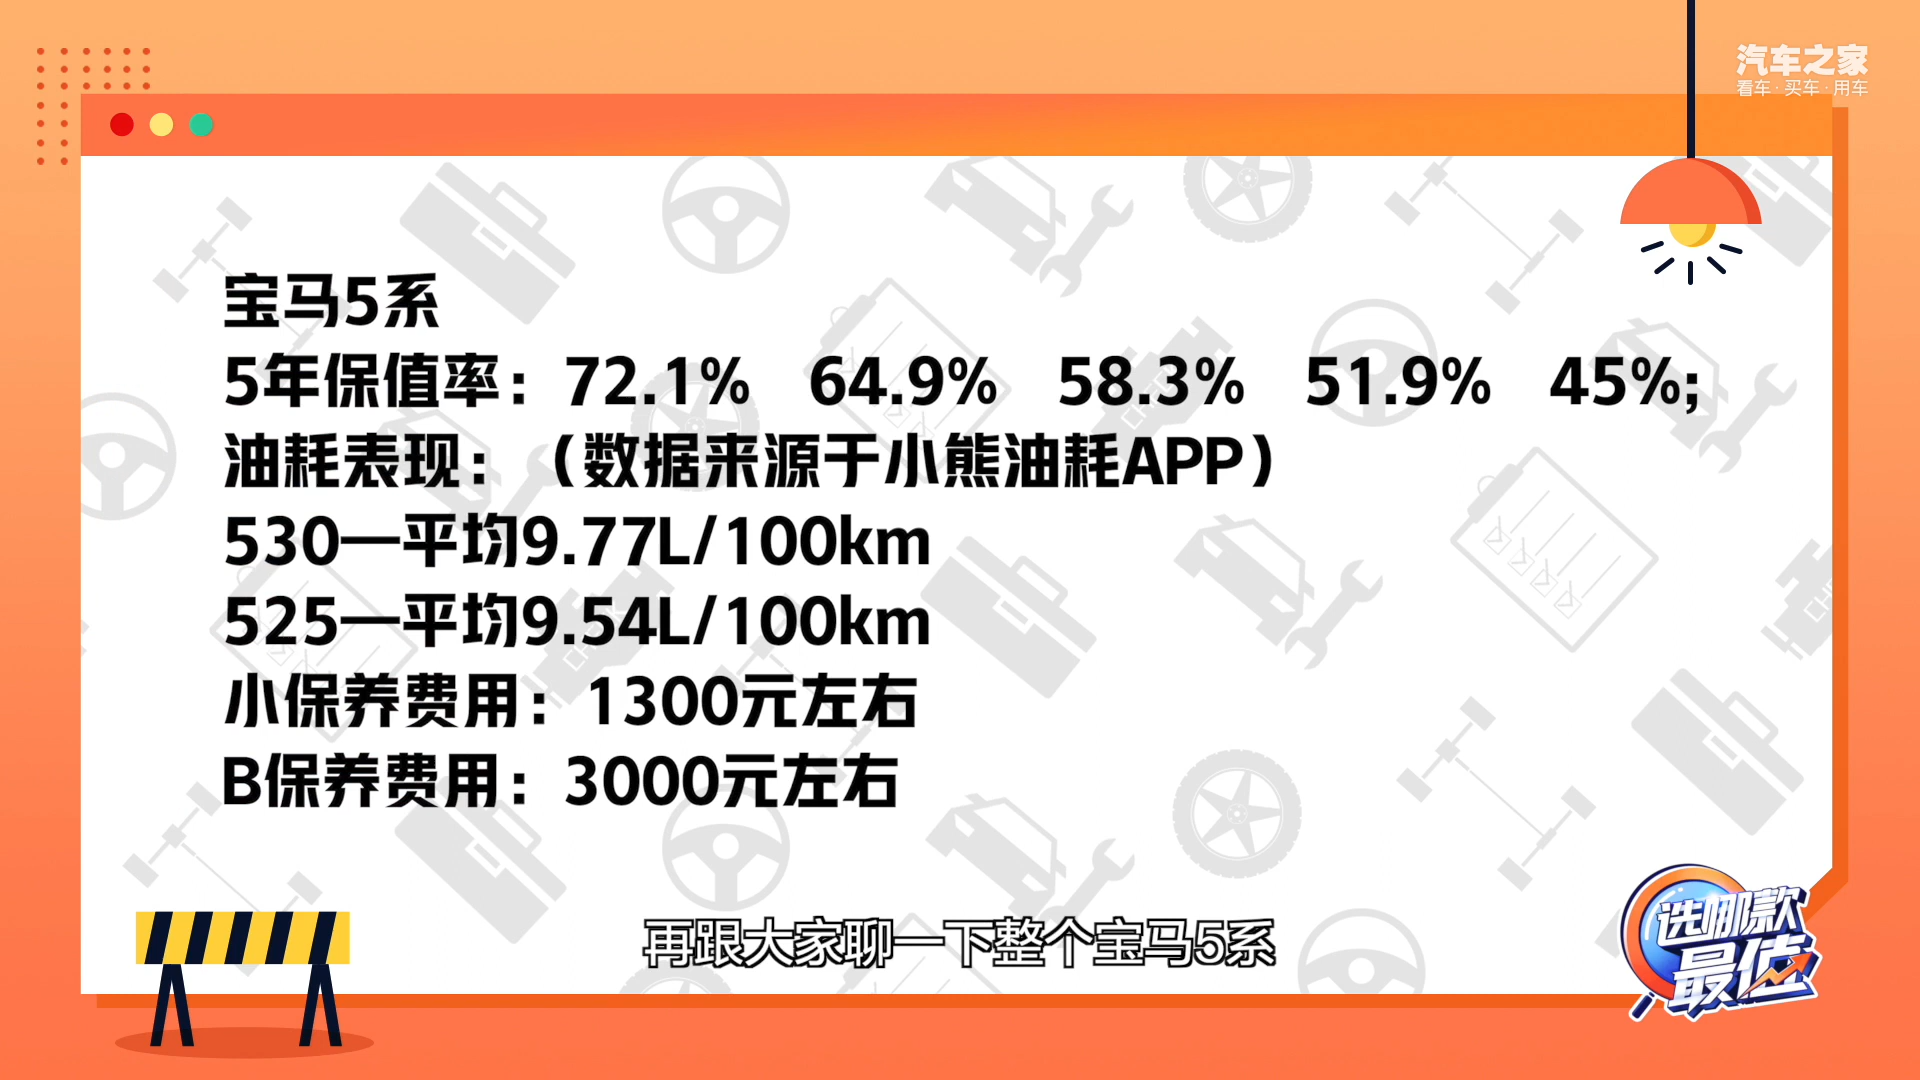 汽车之家
看车·买车·用车
宝马5系
5年保值率：72.1% 64.9% 58.3% 51.9% 45%;
油耗表现：（数据来源于小熊油耗APP）
530—平均9.77L/100km
525—平均9.54L/100km
小保养费用：1300元左右
B保养费用：3000元左右
再跟大家聊一下整个宝马5系
选哪款
最值